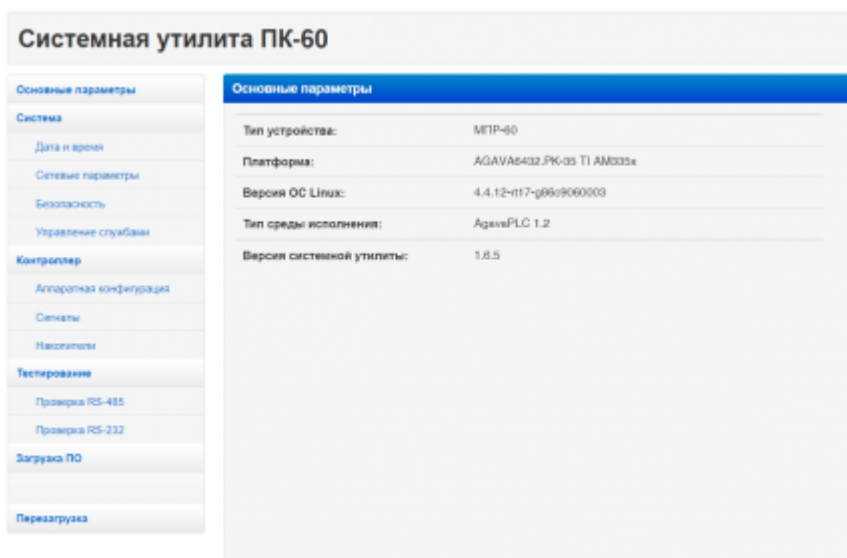 Системная утилита ПК-60
Основные параметры
Система
Дата и время
Сетевые параметры
Безопасность
Управление службами
Контроллер
Аппаратная конфигурация
Сигналы
Накопители
Тестирование
Проверка RS-485
Проверка RS-232
Загрузка ПО
Перезагрузка
Основные параметры
Тип устройства: МПР-60
Платформа: AGAVA6432.PK-35 TI AM335x
Версия ОС Linux: 4.4.12-rt17-g86c9060003
Тип среды исполнения: AgavaPLC 1.2
Версия системной утилиты: 1.6.5